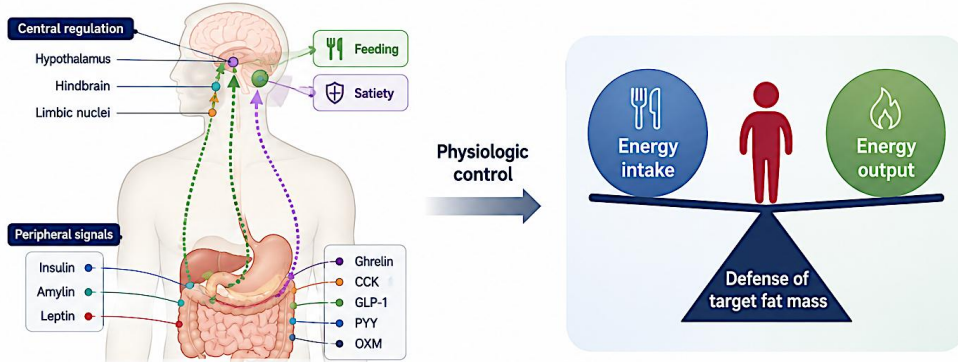 Central regulation
Hypothalamus
Hindbrain
Limbic nuclei
Feeding
Satiety
Peripheral signals
Insulin
Amylin
Leptin
Ghrelin
CCK
GLP-1
PYY
OXM
Physiologic
control
Energy
intake
Energy
output
Defense of
target fat mass